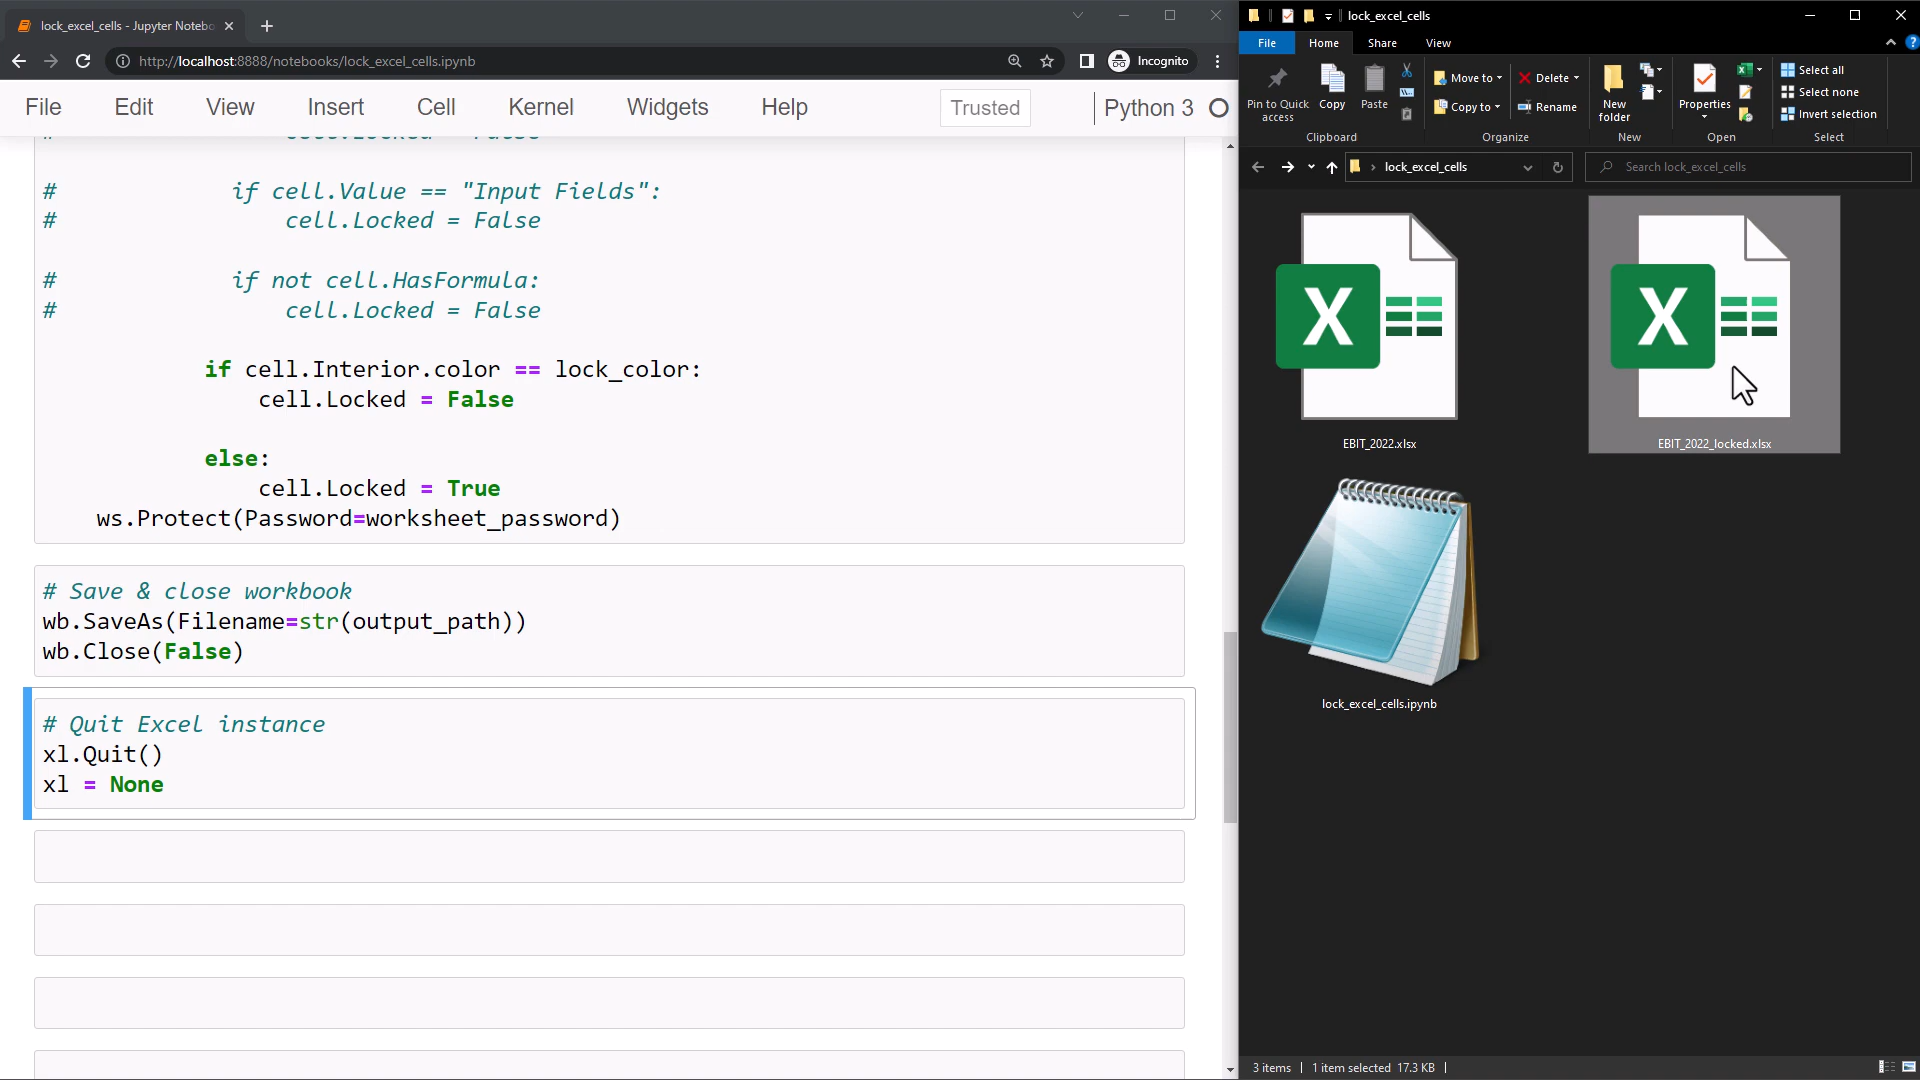 lock_excel_cells - Jupyter Notebo
http://localhost:8888/notebooks/lock_excel_cells.ipynb
Incognito
File Edit View Insert Cell Kernel Widgets Help Trusted Python 3
# cell.Locked = False
# if cell.Value == "Input Fields":
# cell.Locked = False
# if not cell.HasFormula:
# cell.Locked = False
if cell.Interior.color == lock_color:
cell.Locked = False
else:
cell.Locked = True
ws.Protect(Password=worksheet_password)
# Save & close workbook
wb.SaveAs(Filename=str(output_path))
wb.Close(False)
# Quit Excel instance
xl.Quit()
xl = None
lock_excel_cells
File Home Share View
Pin to Quick access
Copy
Paste
Clipboard
Move to
Copy to
Delete
Rename
Organize
New folder
New
Properties
Open
Select all
Select none
Invert selection
Select
lock_excel_cells
Search lock_excel_cells
X
X
EBIT_2022.xlsx
EBIT_2022_locked.xlsx
lock_excel_cells.ipynb
3 items 1 item selected 17.3 KB